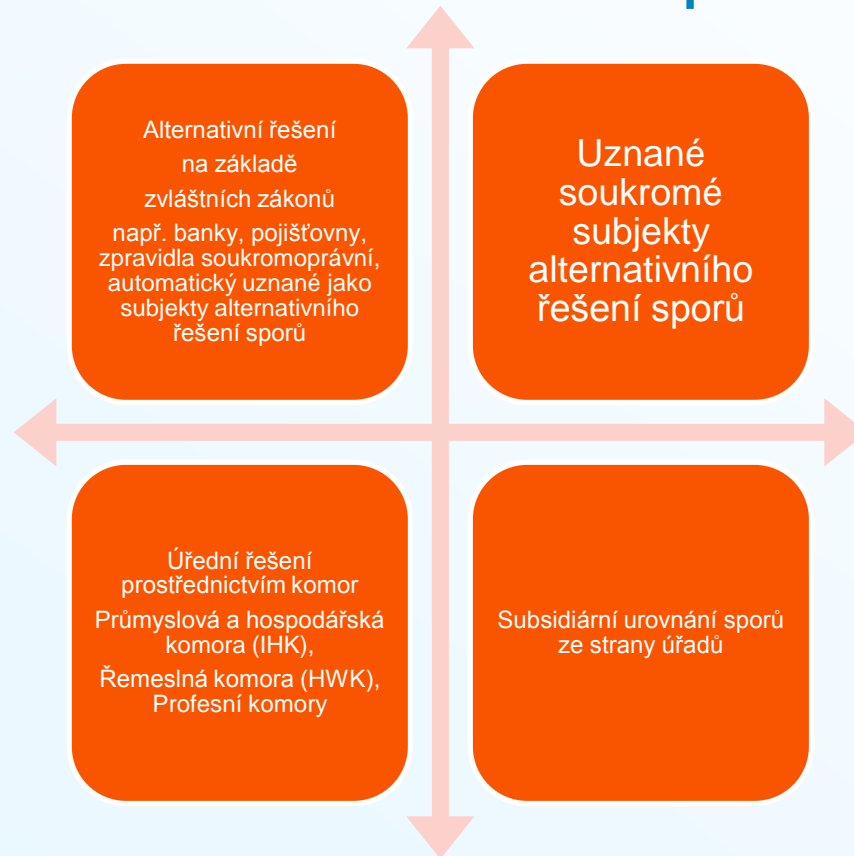 Alternativní řešení
na základě
zvláštních zákonů
např. banky, pojišťovny,
zpravidla soukromoprávní,
automatický uznané jako
subjekty alternativního
řešení sporů
Uznané
soukromé
subjekty
alternativního
řešení sporů
Úřední řešení
prostřednictvím komor
Průmyslová a hospodářská
komora (IHK),
Řemeslná komora (HWK),
Profesní komory
Subsidiární urovnání sporů
ze strany úřadů